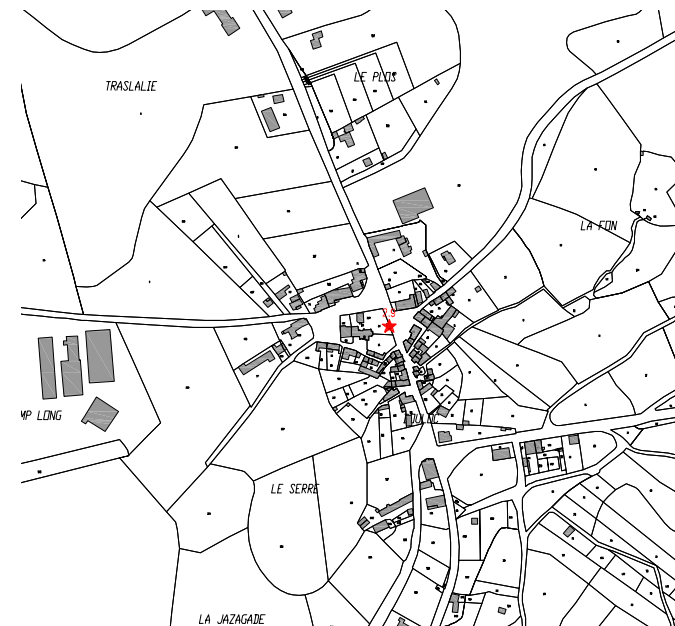 LE PLOS
TRASLALIE
LA FON
MP LONG
LE SERRE
LA JAZAGADE